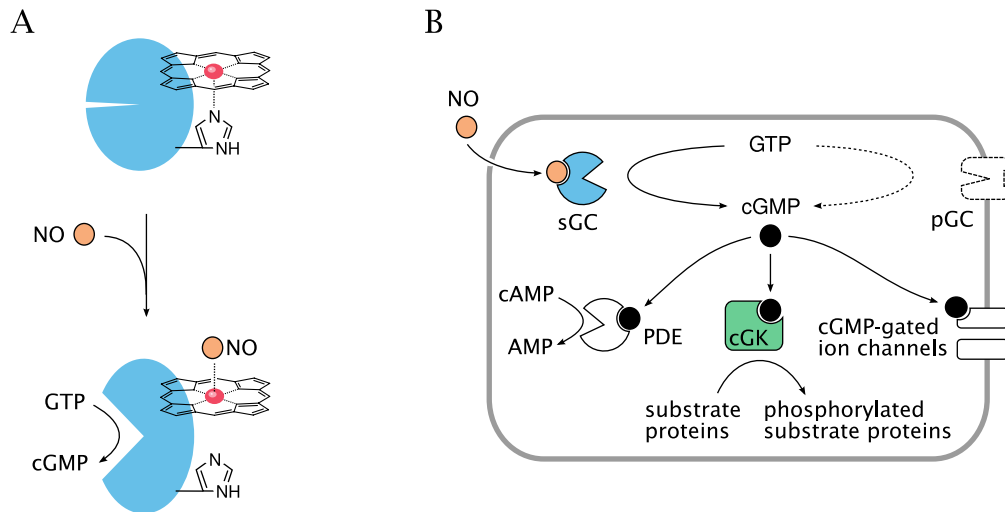 A
N
NH
NO
NO
GTP
cGMP
N
NH
B
NO
GTP
sGC
cGMP
pGC
cAMP
AMP
PDE
cGK
cGMP-gated
ion channels
substrate
proteins
phosphorylated
substrate proteins